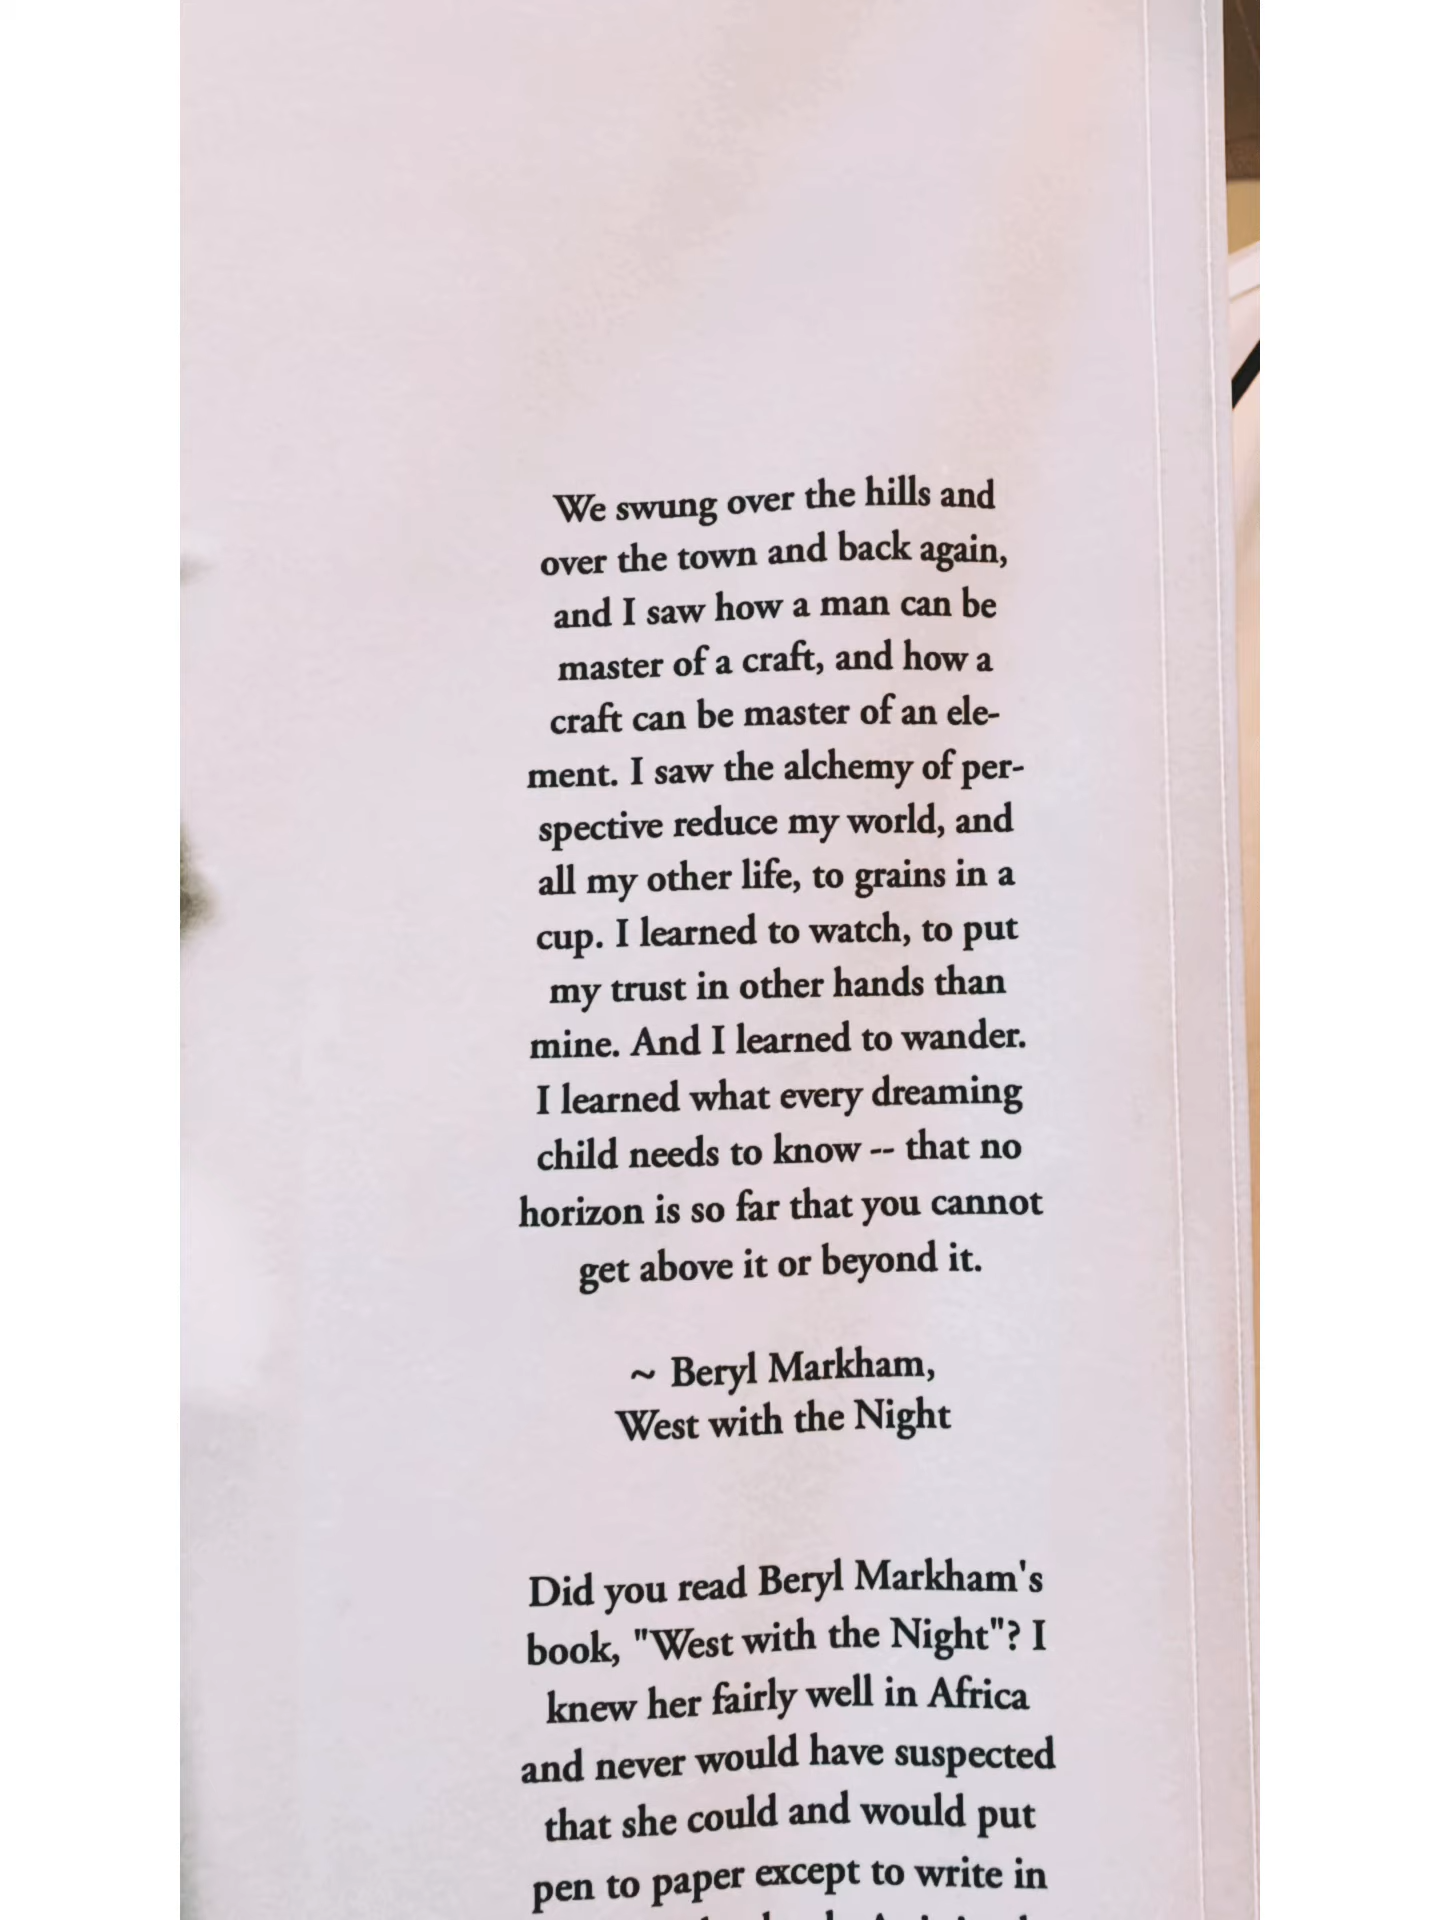 We swung over the hills and
over the town and back again,
and I saw how a man can be
master of a craft, and how a
craft can be master of an ele-
ment. I saw the alchemy of per-
spective reduce my world, and
all my other life, to grains in a
cup. I learned to watch, to put
my trust in other hands than
mine. And I learned to wander.
I learned what every dreaming
child needs to know -- that no
horizon is so far that you cannot
get above it or beyond it.
~ Beryl Markham,
West with the Night
Did you read Beryl Markham's
book, "West with the Night"? I
knew her fairly well in Africa
and never would have suspected
that she could and would put
pen to paper except to write in